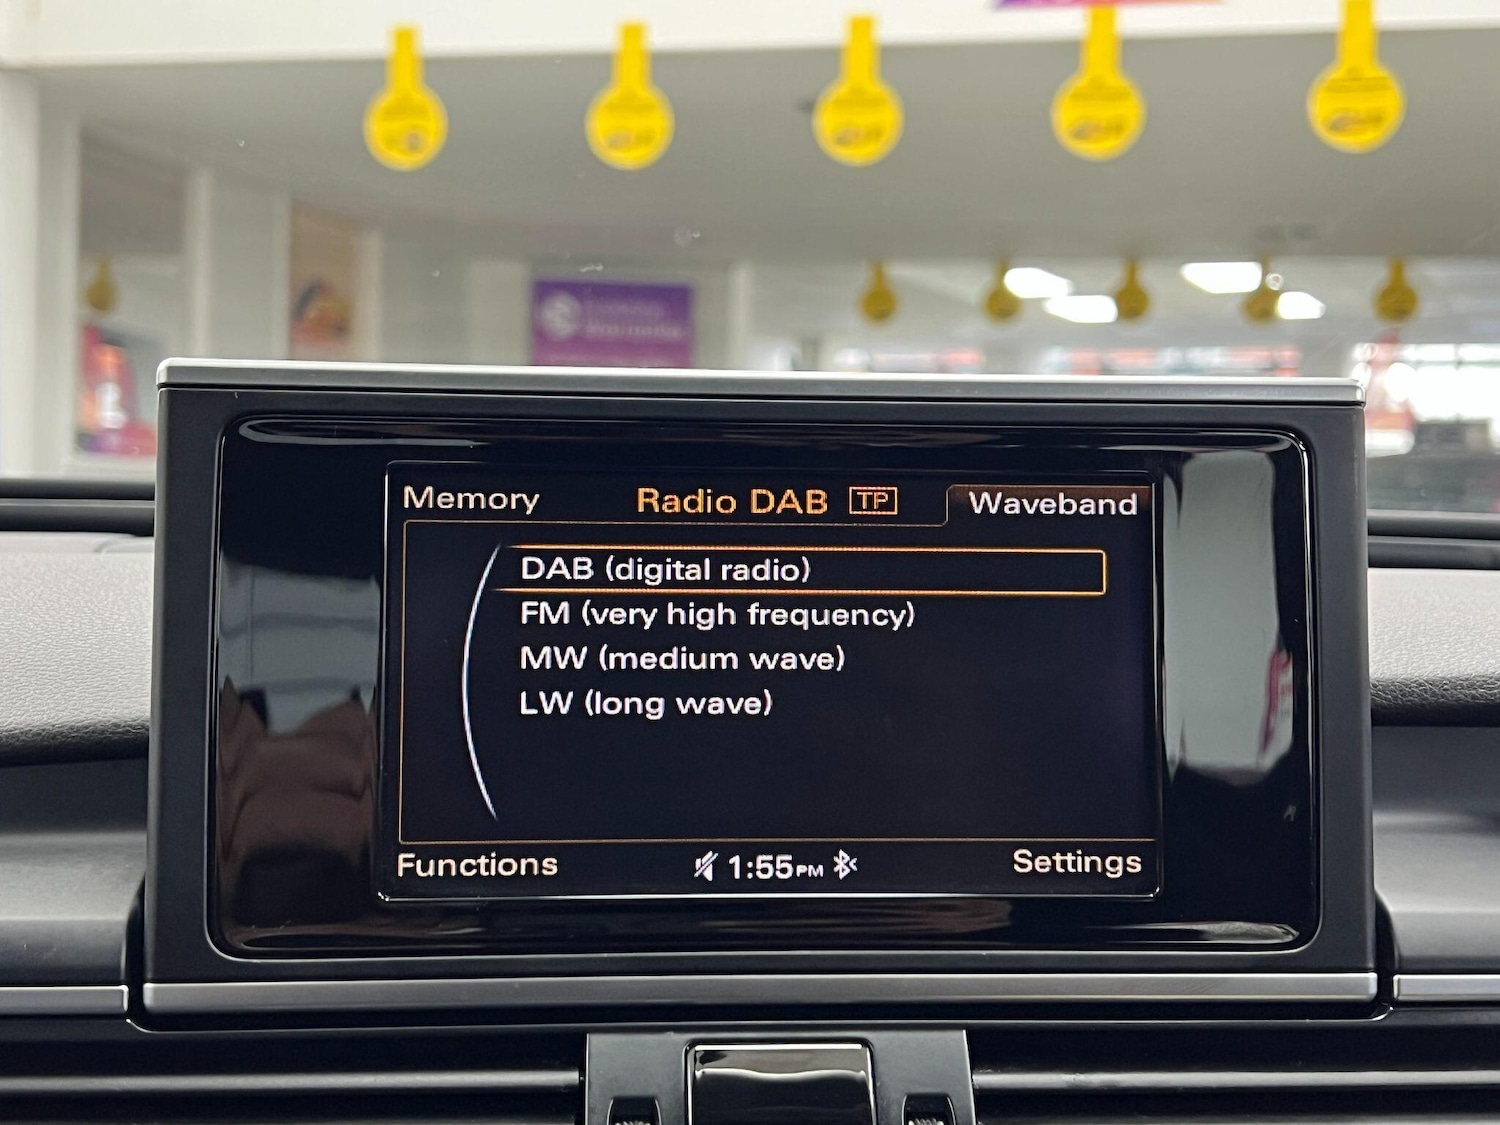 Memory
Radio DAB TP
Waveband
DAB (digital radio)
FM (very high frequency)
MW (medium wave)
LW (long wave)
Functions
1:55PM
Settings